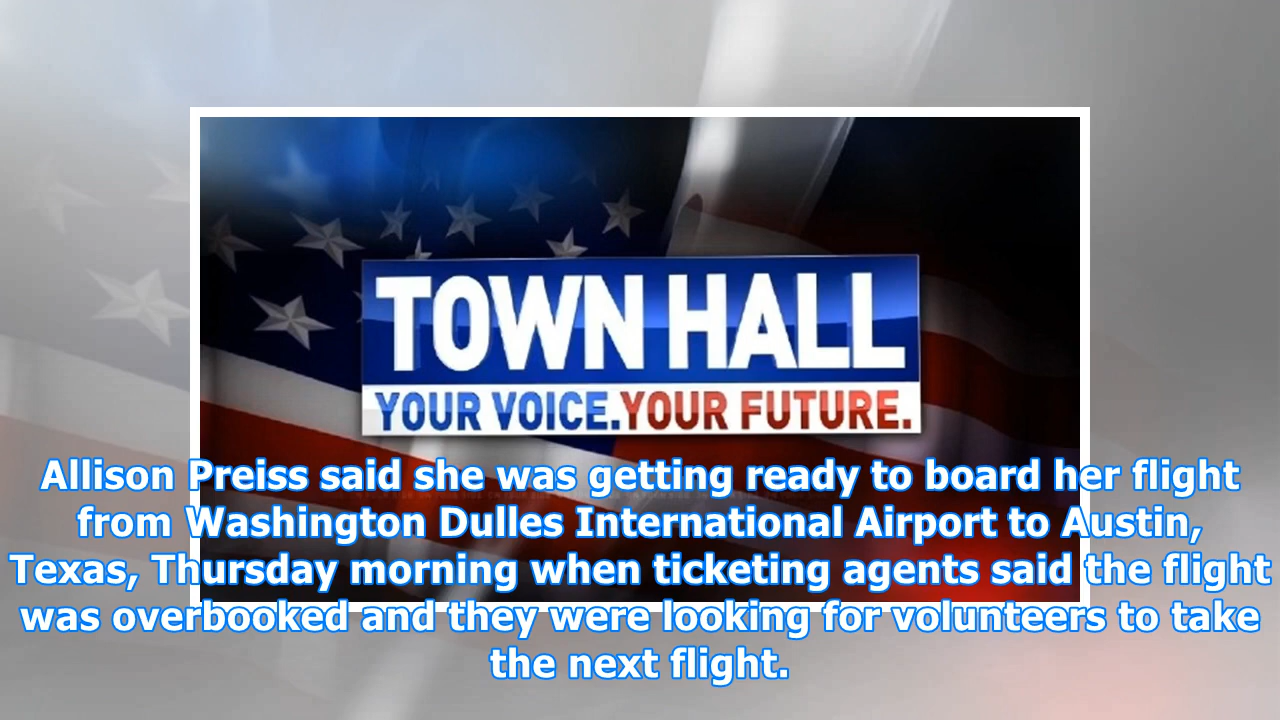 TOWN HALL
YOUR VOICE.YOUR FUTURE.
Allison Preiss said she was getting ready to board her flight
from Washington Dulles International Airport to Austin,
Texas, Thursday morning when ticketing agents said the flight
was overbooked and they were looking for volunteers to take
the next flight.